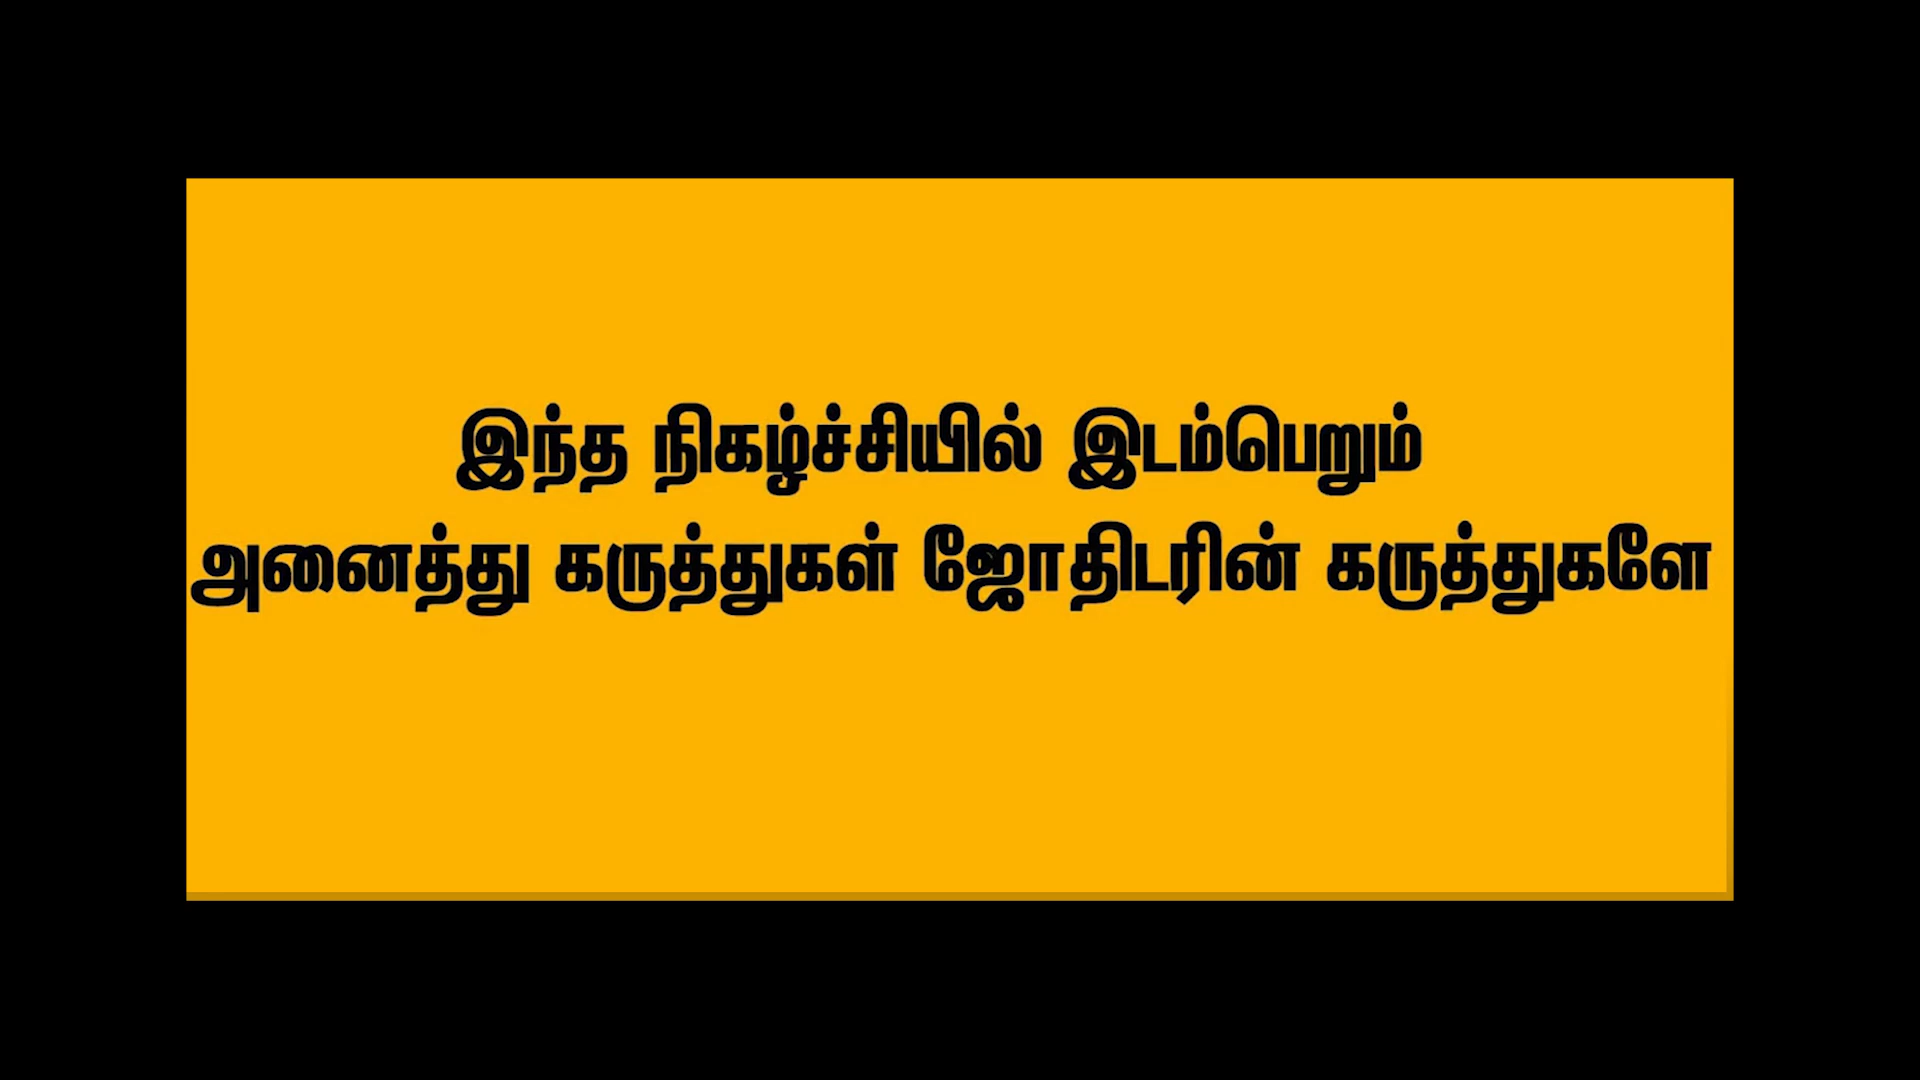 இந்த நிகழ்ச்சியில் இடம்பெறும்
அனைத்து கருத்துகள் ஜோதிடரின் கருத்துகளே